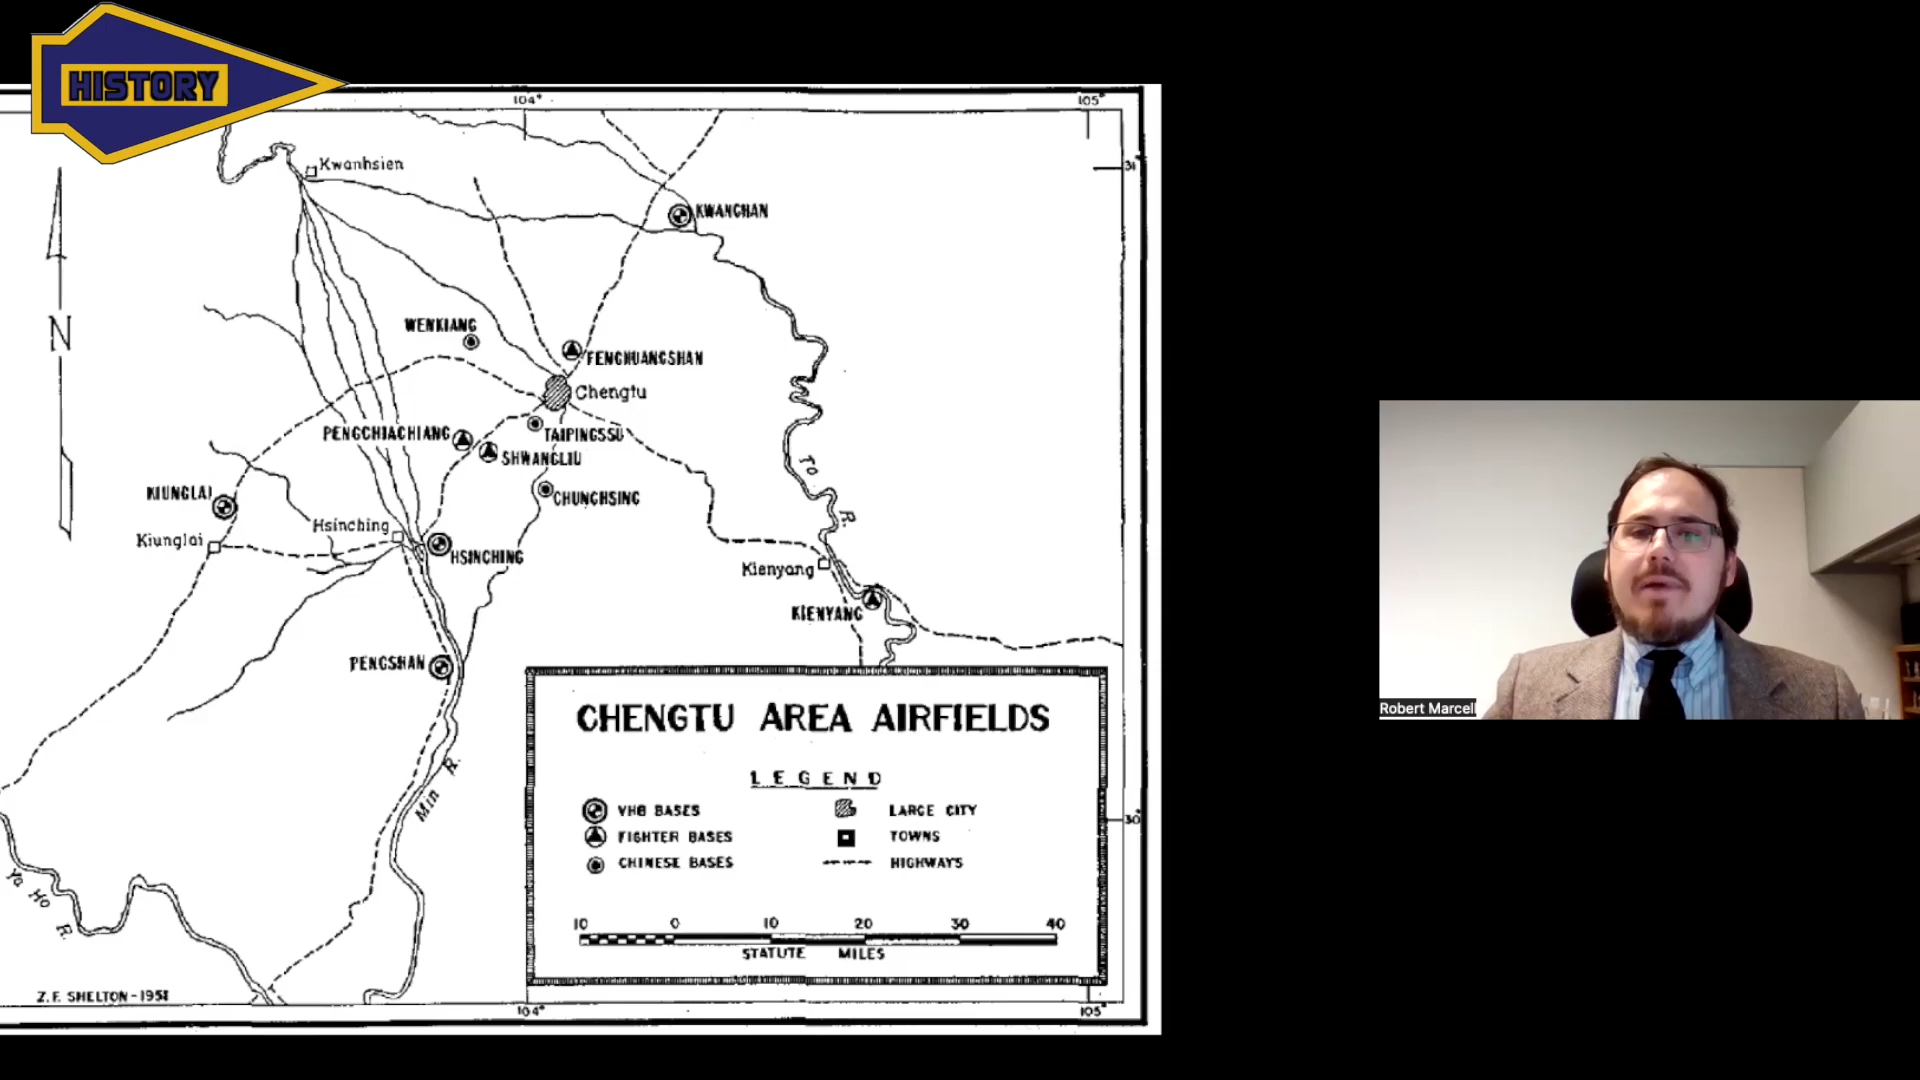 HISTORY
104°
105°
Kwanhsien
31°
KWANGHAN
N
WENKIANG
FENGHUANGSHAN
Chengtu
PENGCHIACHIANG
TAIPINGSSU
SHWANGLIU
To
R.
KIUNGLAI
CHUNGHSING
Hsinching
Kiunglai
HSINCHING
Kienyang
KIENYANG
PENGSHAN
Min R.
Ya Ho R.
CHENGTU AREA AIRFIELDS
LEGEND
VHB BASES
LARGE CITY
FIGHTER BASES
TOWNS
CHINESE BASES
HIGHWAYS
30°
10 0 10 20 30 40
STATUTE MILES
Z.F. SHELTON-1951
104°
105°
Robert Marcell